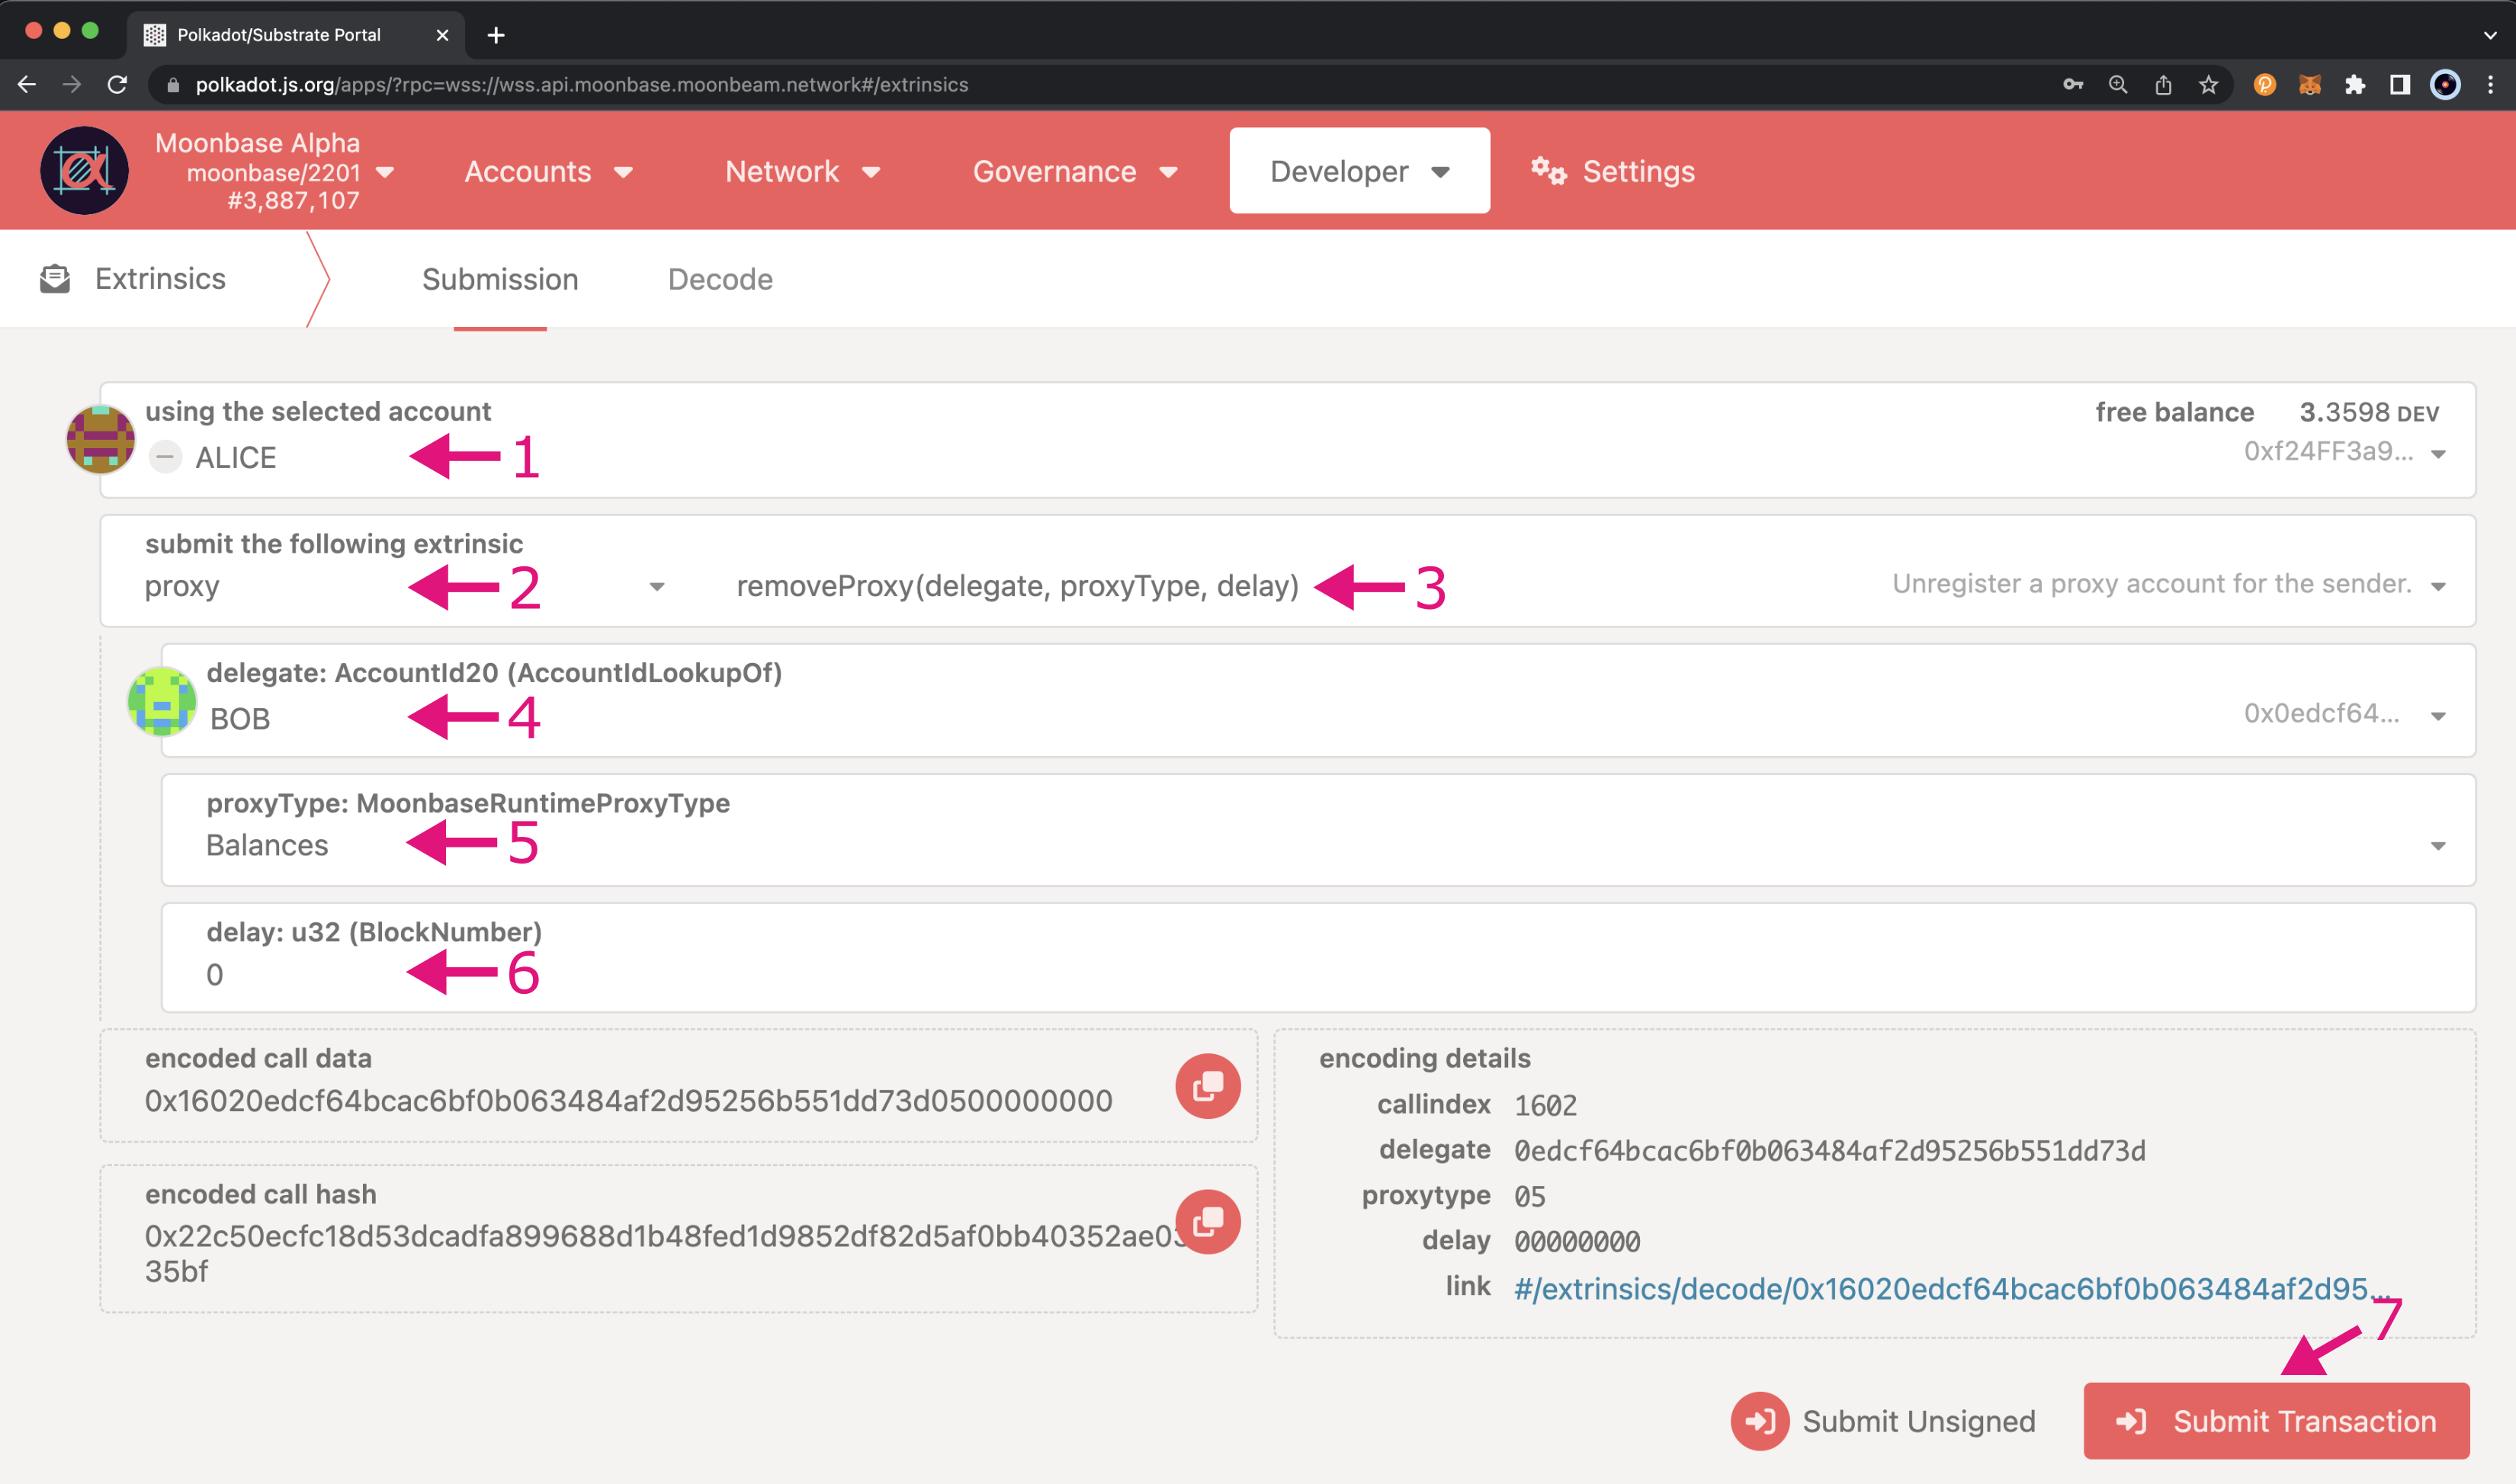 Polkadot/Substrate Portal
polkadot.js.org/apps/?rpc=wss://wss.api.moonbase.moonbeam.network#/extrinsics
Moonbase Alpha
moonbase/2201
#3,887,107
Accounts
Network
Governance
Developer
Settings
Extrinsics
Submission
Decode
using the selected account
ALICE
1
free balance 3.3598 DEV
0xf24FF3a9...
submit the following extrinsic
proxy
2
removeProxy(delegate, proxyType, delay)
3
Unregister a proxy account for the sender.
delegate: AccountId20 (AccountIdLookupOf)
BOB
4
0x0edcf64...
proxyType: MoonbaseRuntimeProxyType
Balances
5
delay: u32 (BlockNumber)
0
6
encoded call data
0x16020edcf64bcac6bf0b063484af2d95256b551dd73d0500000000
encoded call hash
0x22c50ecfc18d53dcadfa899688d1b48fed1d9852df82d5af0bb40352ae0
35bf
encoding details
callindex 1602
delegate 0edcf64bcac6bf0b063484af2d95256b551dd73d
proxytype 05
delay 00000000
link #/extrinsics/decode/0x16020edcf64bcac6bf0b063484af2d95...
7
Submit Unsigned
Submit Transaction